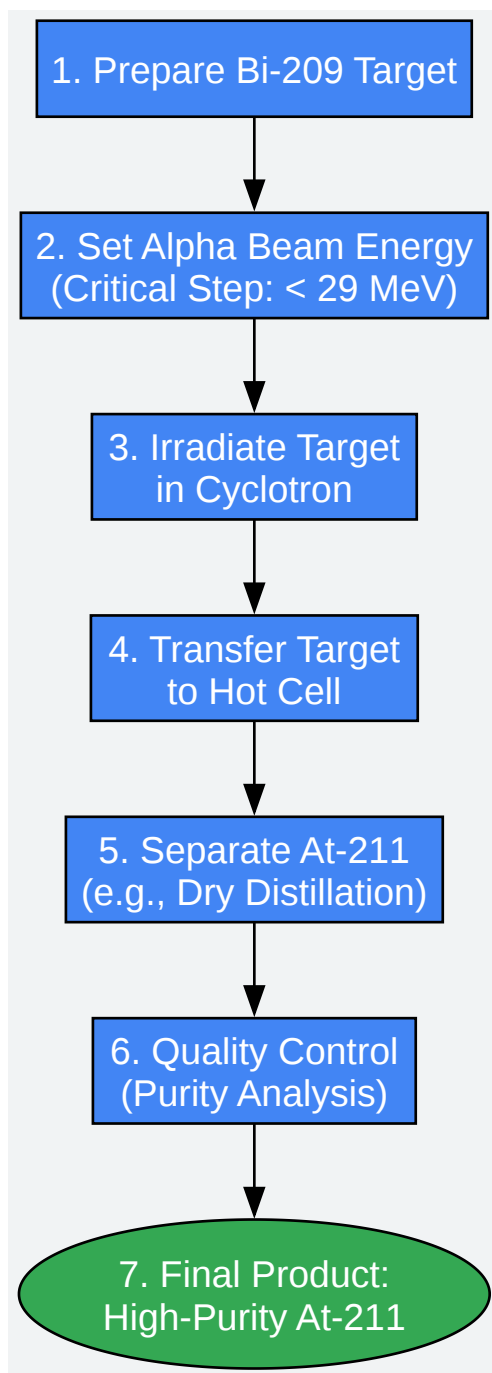 1. Prepare Bi-209 Target
2. Set Alpha Beam Energy
(Critical Step: < 29 MeV)
3. Irradiate Target
in Cyclotron
4. Transfer Target
to Hot Cell
5. Separate At-211
(e.g., Dry Distillation)
6. Quality Control
(Purity Analysis)
7. Final Product:
High-Purity At-211